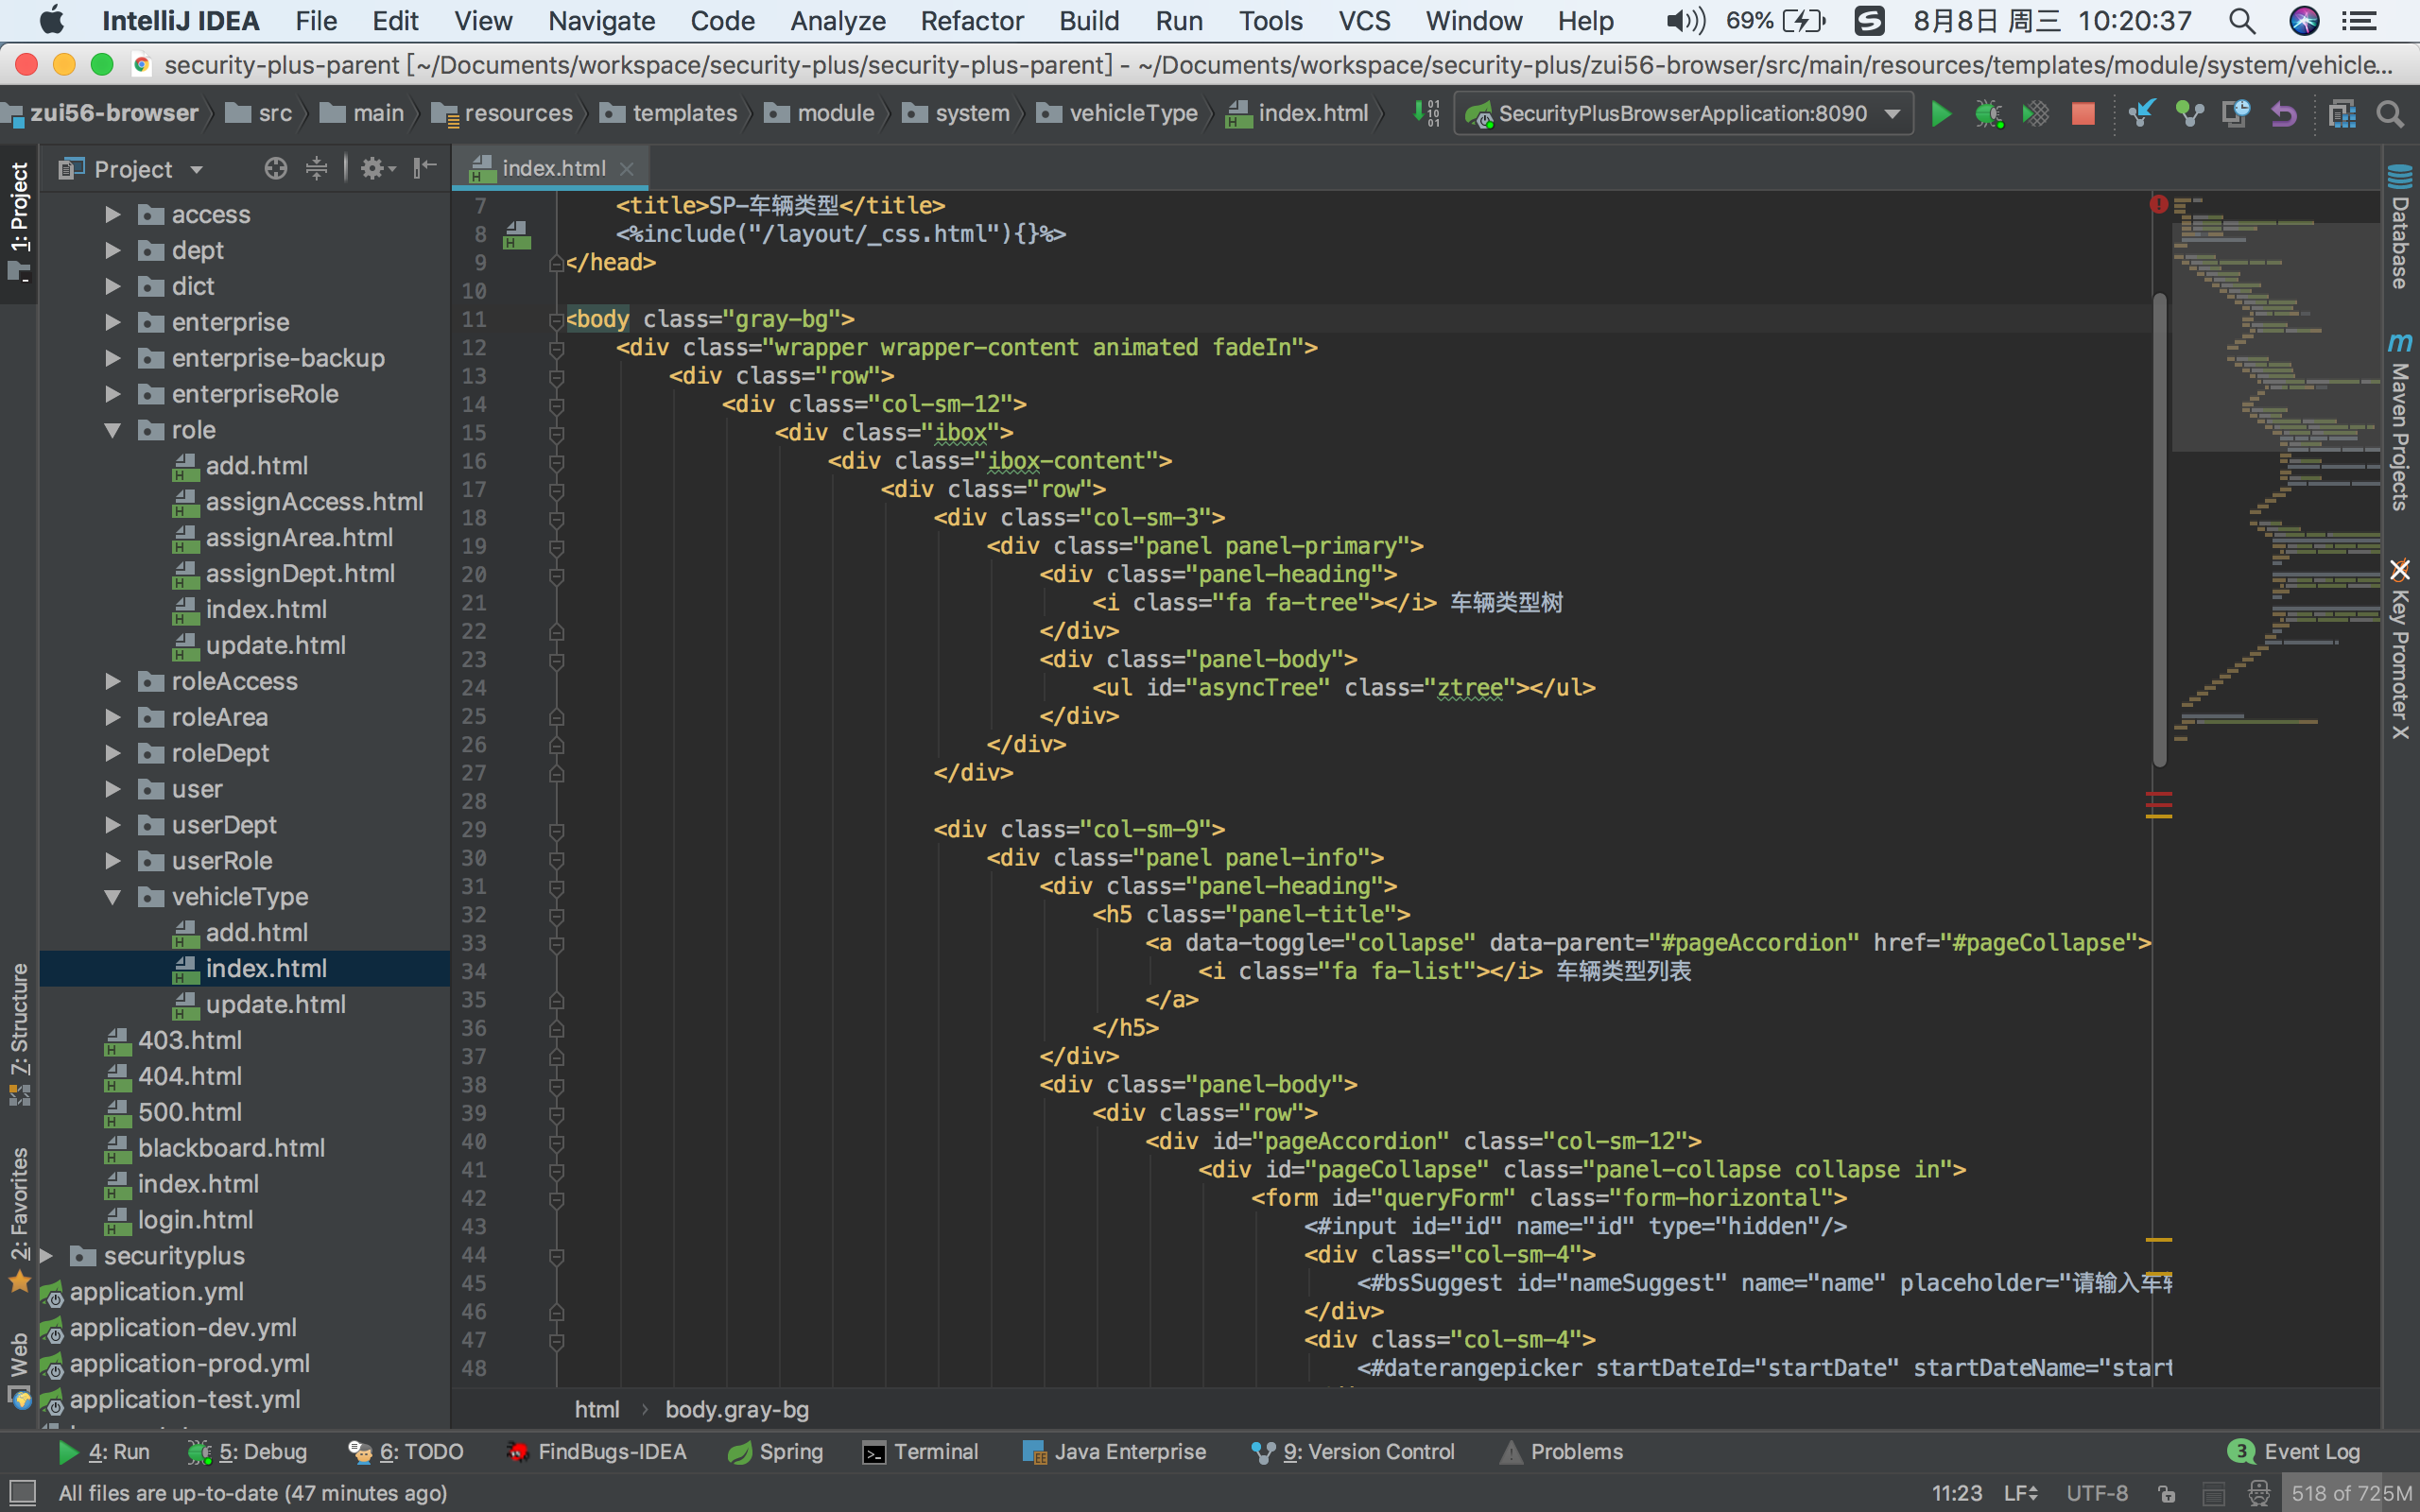 IntelliJ IDEA File Edit View Navigate Code Analyze Refactor Build Run Tools VCS Window Help 69% 8月8日 周三 10:20:37
security-plus-parent [~/Documents/workspace/security-plus/security-plus-parent] - ~/Documents/workspace/security-plus/zui56-browser/src/main/resources/templates/module/system/vehicle...
zui56-browser src main resources templates module system vehicleType index.html SecurityPlusBrowserApplication:8090
1: Project
7: Structure
2: Favorites
Web
Project
access
dept
dict
enterprise
enterprise-backup
enterpriseRole
role
add.html
assignAccess.html
assignArea.html
assignDept.html
index.html
update.html
roleAccess
roleArea
roleDept
user
userDept
userRole
vehicleType
add.html
index.html
update.html
403.html
404.html
500.html
blackboard.html
index.html
login.html
securityplus
application.yml
application-dev.yml
application-prod.yml
application-test.yml
index.html
7 <title>SP-车辆类型</title>
8 <%include("/layout/_css.html"){}%>
9 </head>
10
11 <body class="gray-bg">
12 <div class="wrapper wrapper-content animated fadeIn">
13 <div class="row">
14 <div class="col-sm-12">
15 <div class="ibox">
16 <div class="ibox-content">
17 <div class="row">
18 <div class="col-sm-3">
19 <div class="panel panel-primary">
20 <div class="panel-heading">
21 <i class="fa fa-tree"></i> 车辆类型树
22 </div>
23 <div class="panel-body">
24 <ul id="asyncTree" class="ztree"></ul>
25 </div>
26 </div>
27 </div>
28
29 <div class="col-sm-9">
30 <div class="panel panel-info">
31 <div class="panel-heading">
32 <h5 class="panel-title">
33 <a data-toggle="collapse" data-parent="#pageAccordion" href="#pageCollapse">
34 <i class="fa fa-list"></i> 车辆类型列表
35 </a>
36 </h5>
37 </div>
38 <div class="panel-body">
39 <div class="row">
40 <div id="pageAccordion" class="col-sm-12">
41 <div id="pageCollapse" class="panel-collapse collapse in">
42 <form id="queryForm" class="form-horizontal">
43 <#input id="id" name="id" type="hidden"/>
44 <div class="col-sm-4">
45 <#bsSuggest id="nameSuggest" name="name" placeholder="请输入车
46 </div>
47 <div class="col-sm-4">
48 <#daterangepicker startDateId="startDate" startDateName="start
html body.gray-bg
Database
Maven Projects
Key Promoter X
4: Run 5: Debug 6: TODO FindBugs-IDEA Spring Terminal Java Enterprise 9: Version Control Problems 3 Event Log
All files are up-to-date (47 minutes ago) 11:23 LF UTF-8 518 of 725M